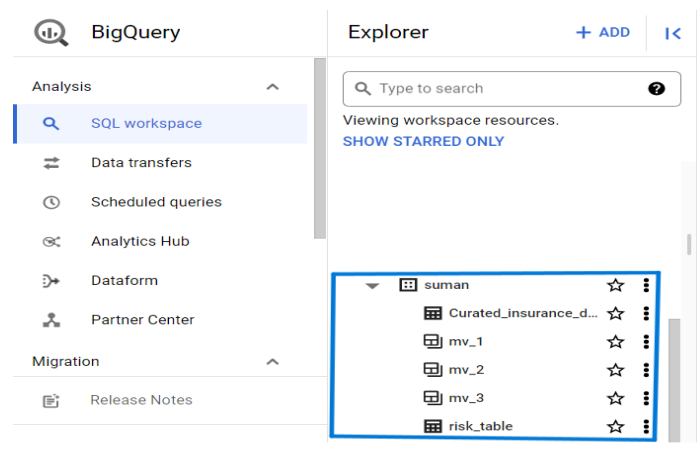 BigQuery
Analysis
SQL workspace
Data transfers
Scheduled queries
Analytics Hub
Dataform
Partner Center
Migration
Release Notes
Explorer
+ ADD
Type to search
Viewing workspace resources.
SHOW STARRED ONLY
suman
Curated_insurance_d...
mv_1
mv_2
mv_3
risk_table